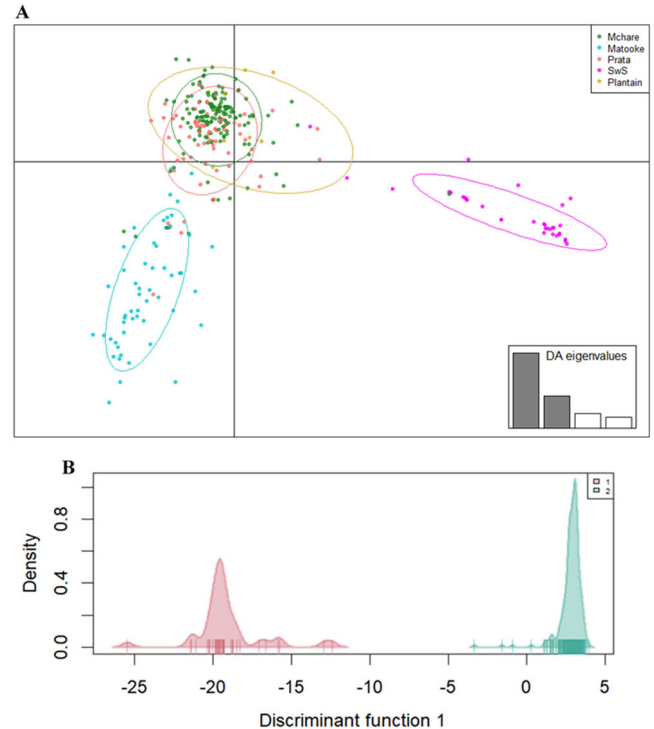 A
Mchare
Matooke
Prata
SwS
Plantain
DA eigenvalues
B
1
2
Density
0.0 0.4 0.8
-25 -20 -15 -10 -5 0 5
Discriminant function 1